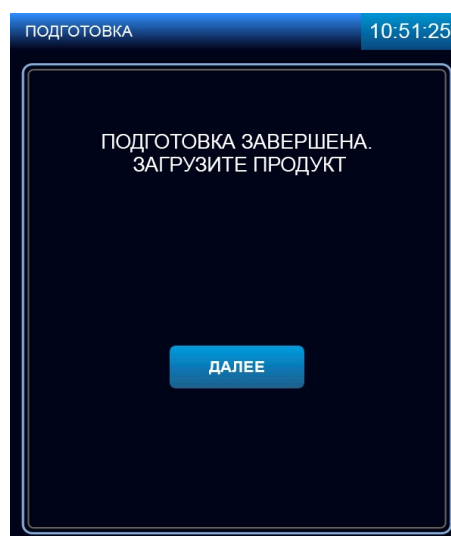 ПОДГОТОВКА
10:51:25
ПОДГОТОВКА ЗАВЕРШЕНА.
ЗАГРУЗИТЕ ПРОДУКТ
ДАЛЕЕ